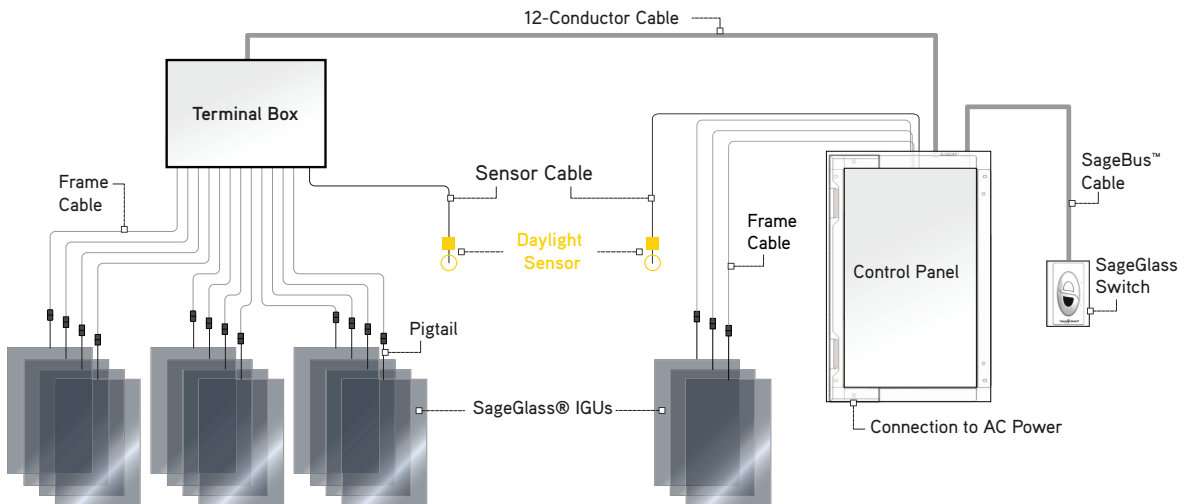 12-Conductor Cable
Terminal Box
Frame
Cable
Sensor Cable
Daylight
Sensor
Frame
Cable
Control Panel
SageBus™
Cable
SageGlass
Switch
Pigtail
SageGlass® IGUs
Connection to AC Power